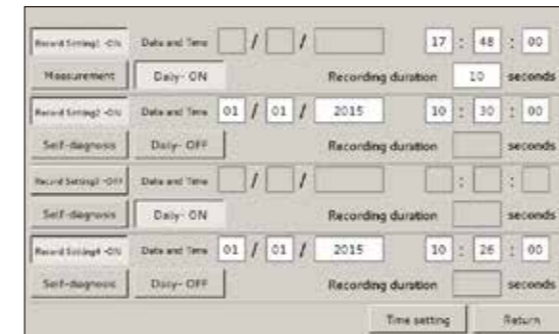 Record Setting1 -ON Date and Time / / 17 : 48 : 00
Measurement Daily- ON Recording duration 10 seconds
Record Setting2 -ON Date and Time 01 / 01 / 2015 10 : 30 : 00
Self-diagnosis Daily- OFF Recording duration seconds
Record Setting3 -OFF Date and Time / / : :
Self-diagnosis Daily- ON Recording duration seconds
Record Setting4 -ON Date and Time 01 / 01 / 2015 10 : 26 : 00
Self-diagnosis Daily- OFF Recording duration seconds
Time setting Return